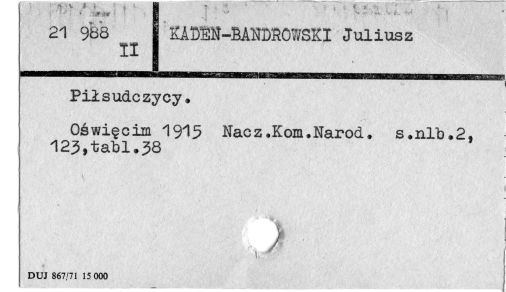 21 988
II
KADEN-BANDROWSKI Juliusz
Piłsudczycy.
Oświęcim 1915 Nacz.Kom.Narod. s.nlb.2,
123,tabl.38
DUJ 867/71 15 000